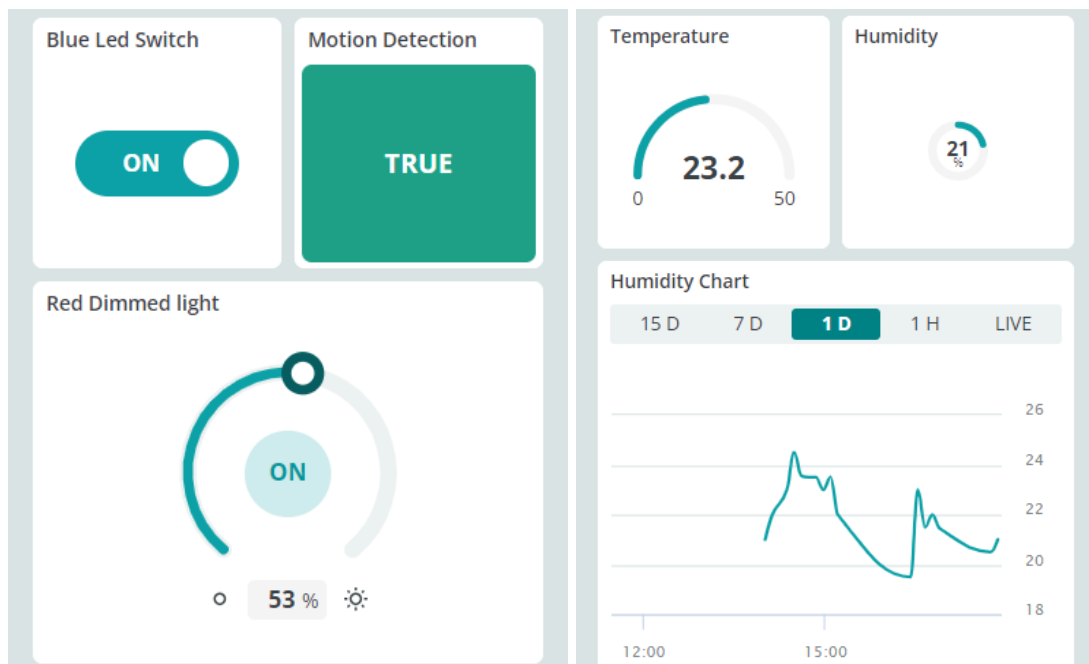 Blue Led Switch
ON
Motion Detection
TRUE
Red Dimmed light
ON
53 %
Temperature
23.2
0 50
Humidity
21
%
Humidity Chart
15 D 7 D 1 D 1 H LIVE
26
24
22
20
18
12:00 15:00